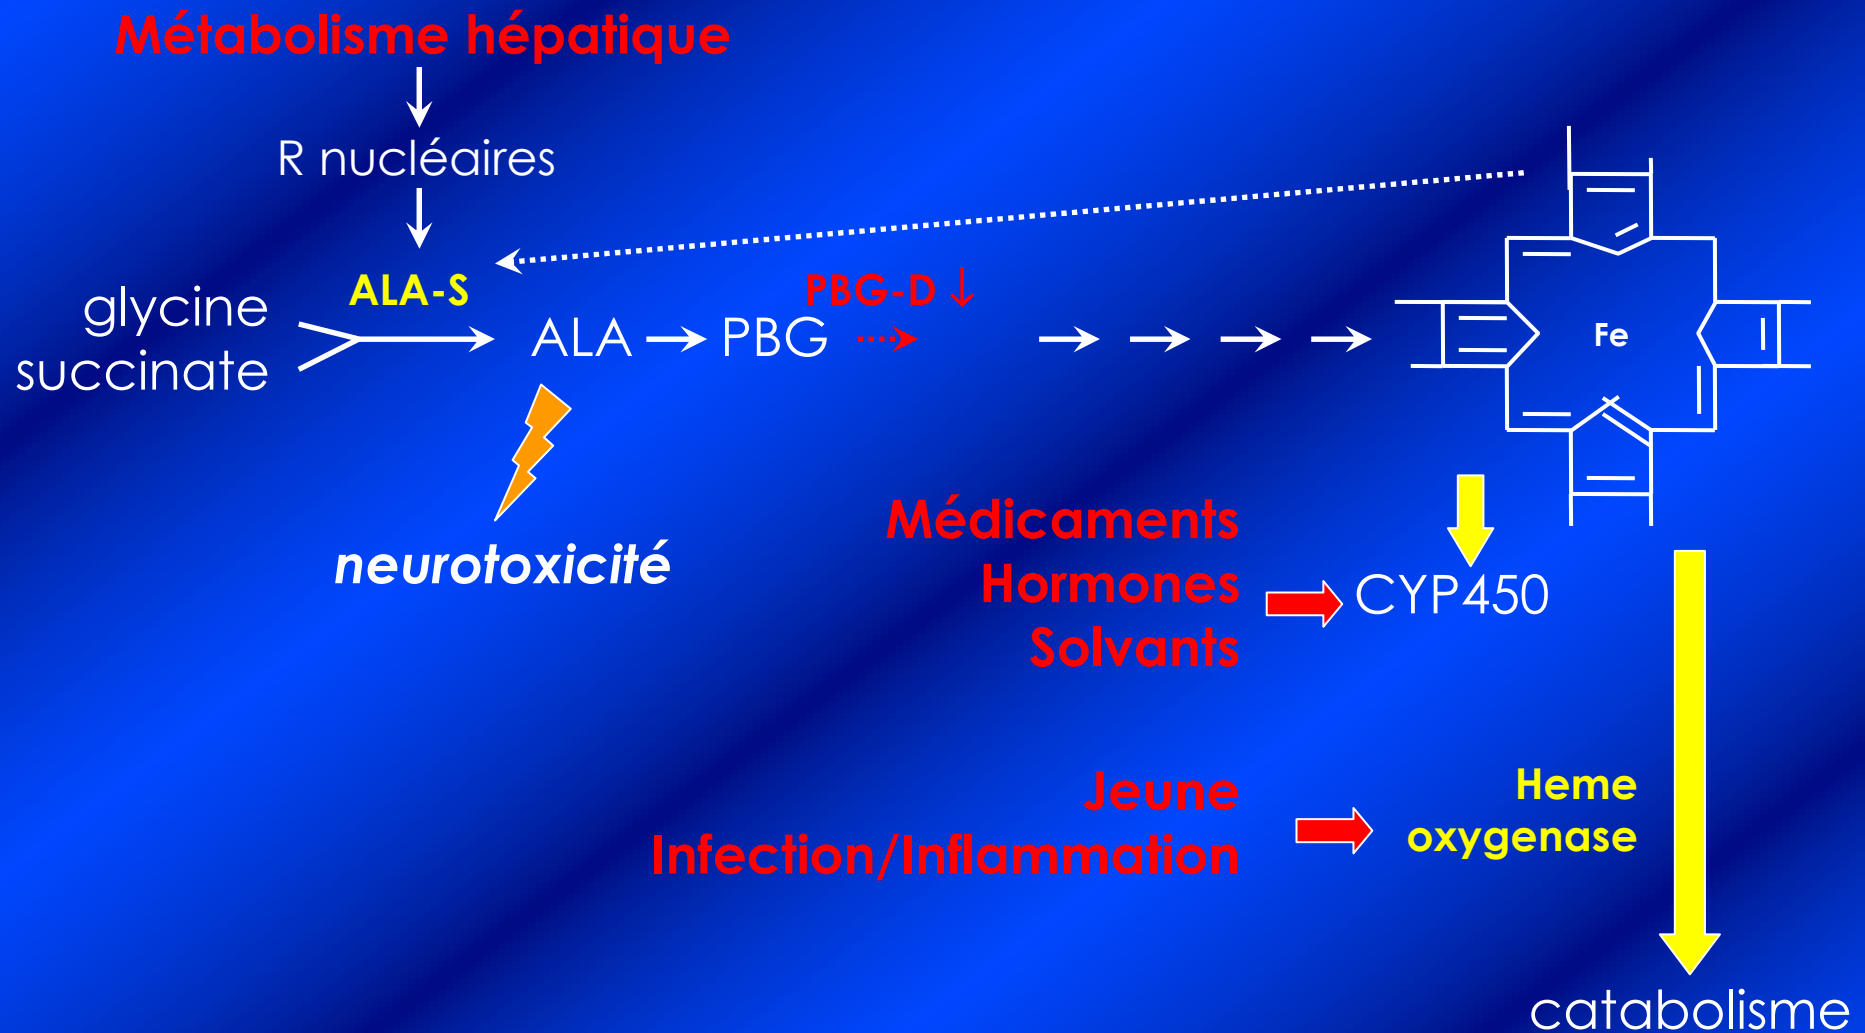 Métabolisme hépatique
R nucléaires
ALA-S
PBG-D ↓
glycine
succinate
ALA
PBG
Fe
neurotoxicité
Médicaments
Hormones
Solvants
CYP450
Jeune
Infection/Inflammation
Heme
oxygenase
catabolisme